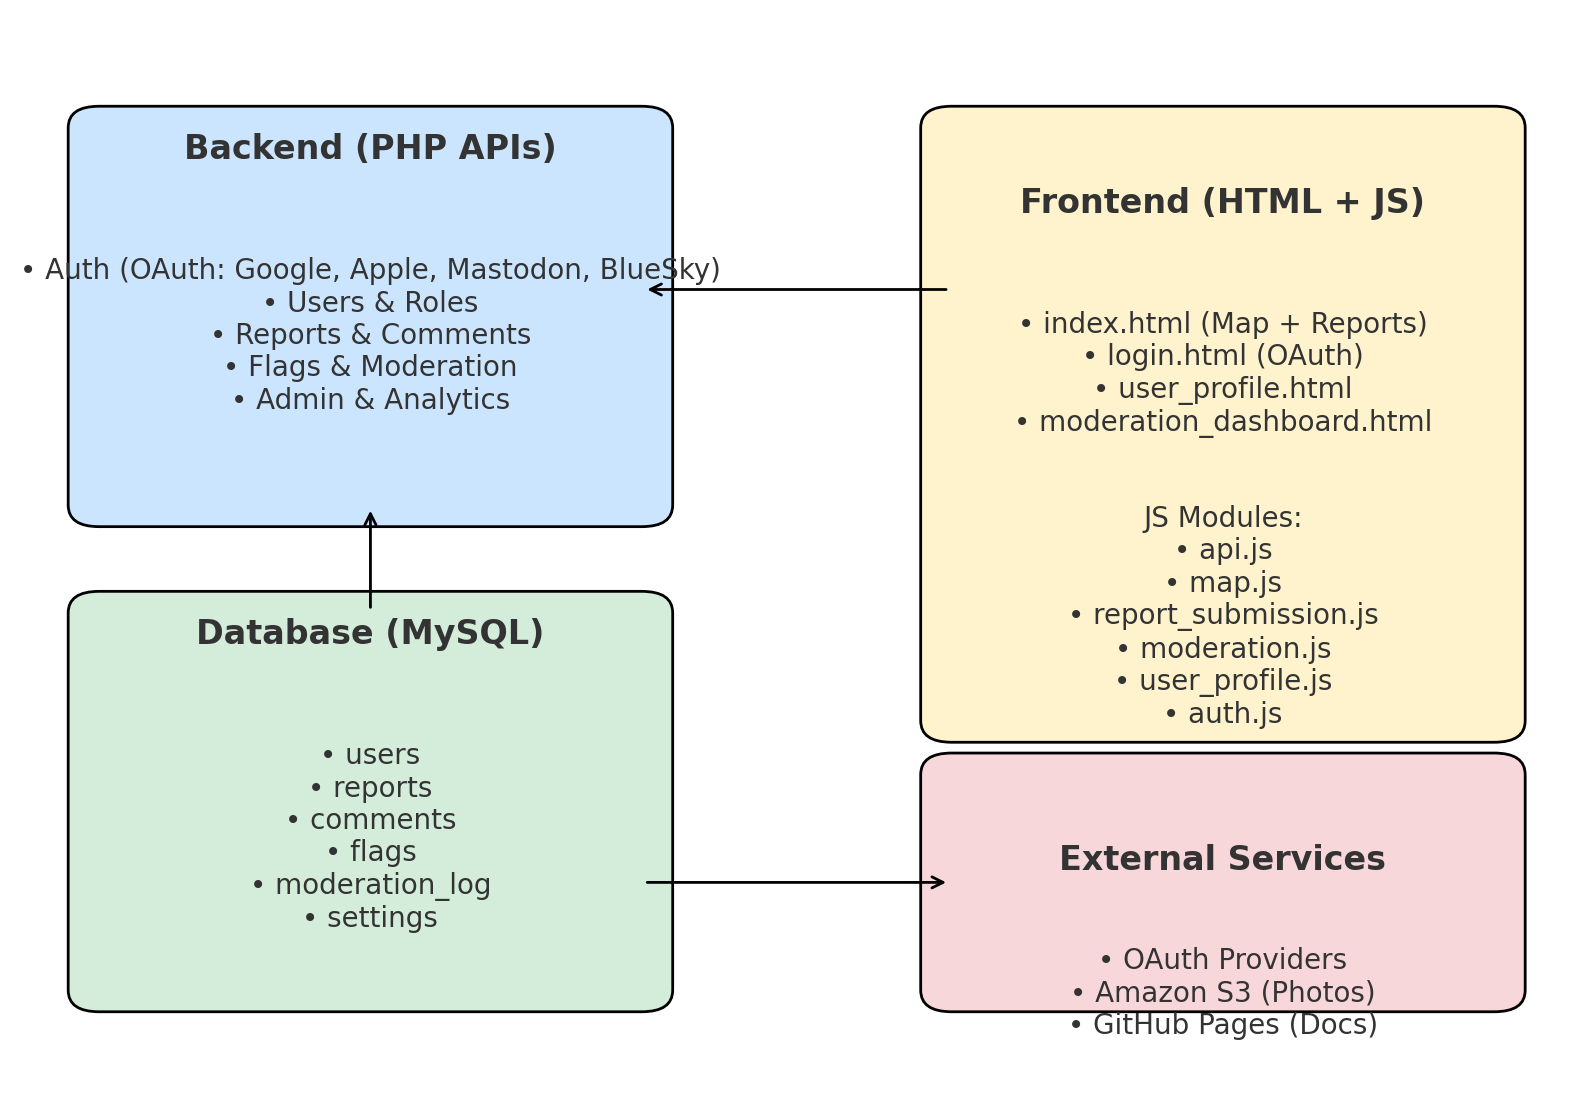 Backend (PHP APIs)
• Auth (OAuth: Google, Apple, Mastodon, BlueSky)
• Users & Roles
• Reports & Comments
• Flags & Moderation
• Admin & Analytics
Database (MySQL)
• users
• reports
• comments
• flags
• moderation_log
• settings
Frontend (HTML + JS)
• index.html (Map + Reports)
• login.html (OAuth)
• user_profile.html
• moderation_dashboard.html
JS Modules:
• api.js
• map.js
• report_submission.js
• moderation.js
• user_profile.js
• auth.js
External Services
• OAuth Providers
• Amazon S3 (Photos)
• GitHub Pages (Docs)